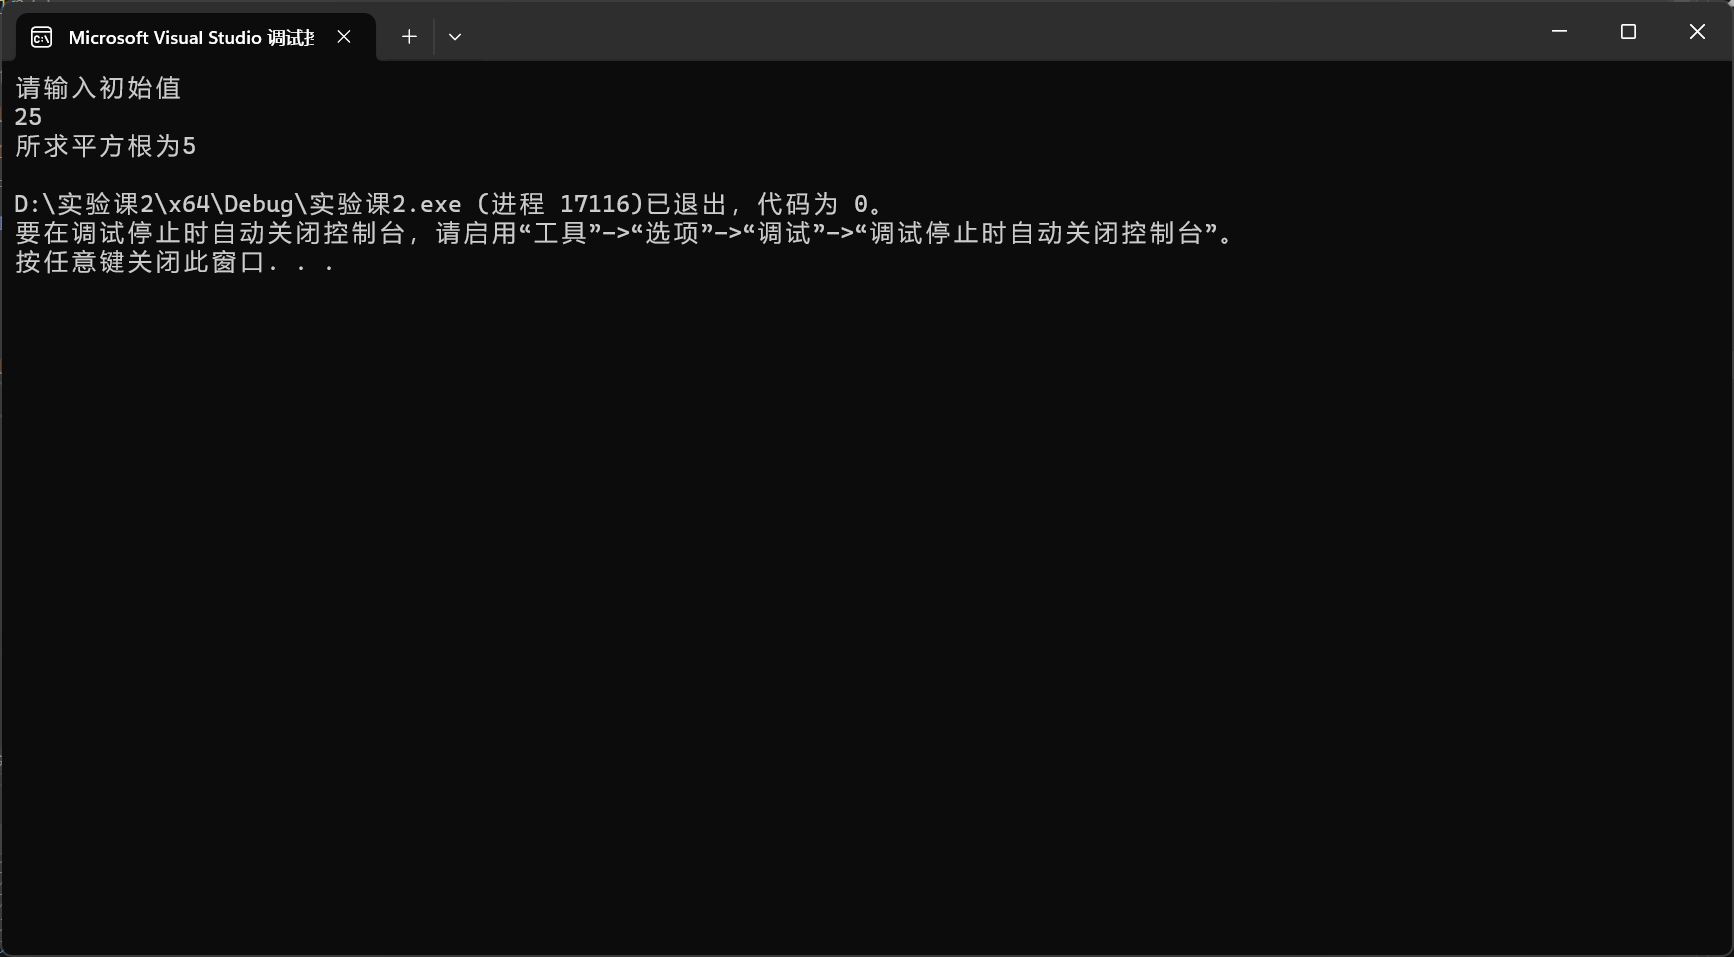 Microsoft Visual Studio 调试
请输入初始值
25
所求平方根为5
D:\实验课2\x64\Debug\实验课2.exe (进程 17116)已退出，代码为 0。
要在调试停止时自动关闭控制台，请启用“工具”->“选项”->“调试”->“调试停止时自动关闭控制台”。
按任意键关闭此窗口. . .